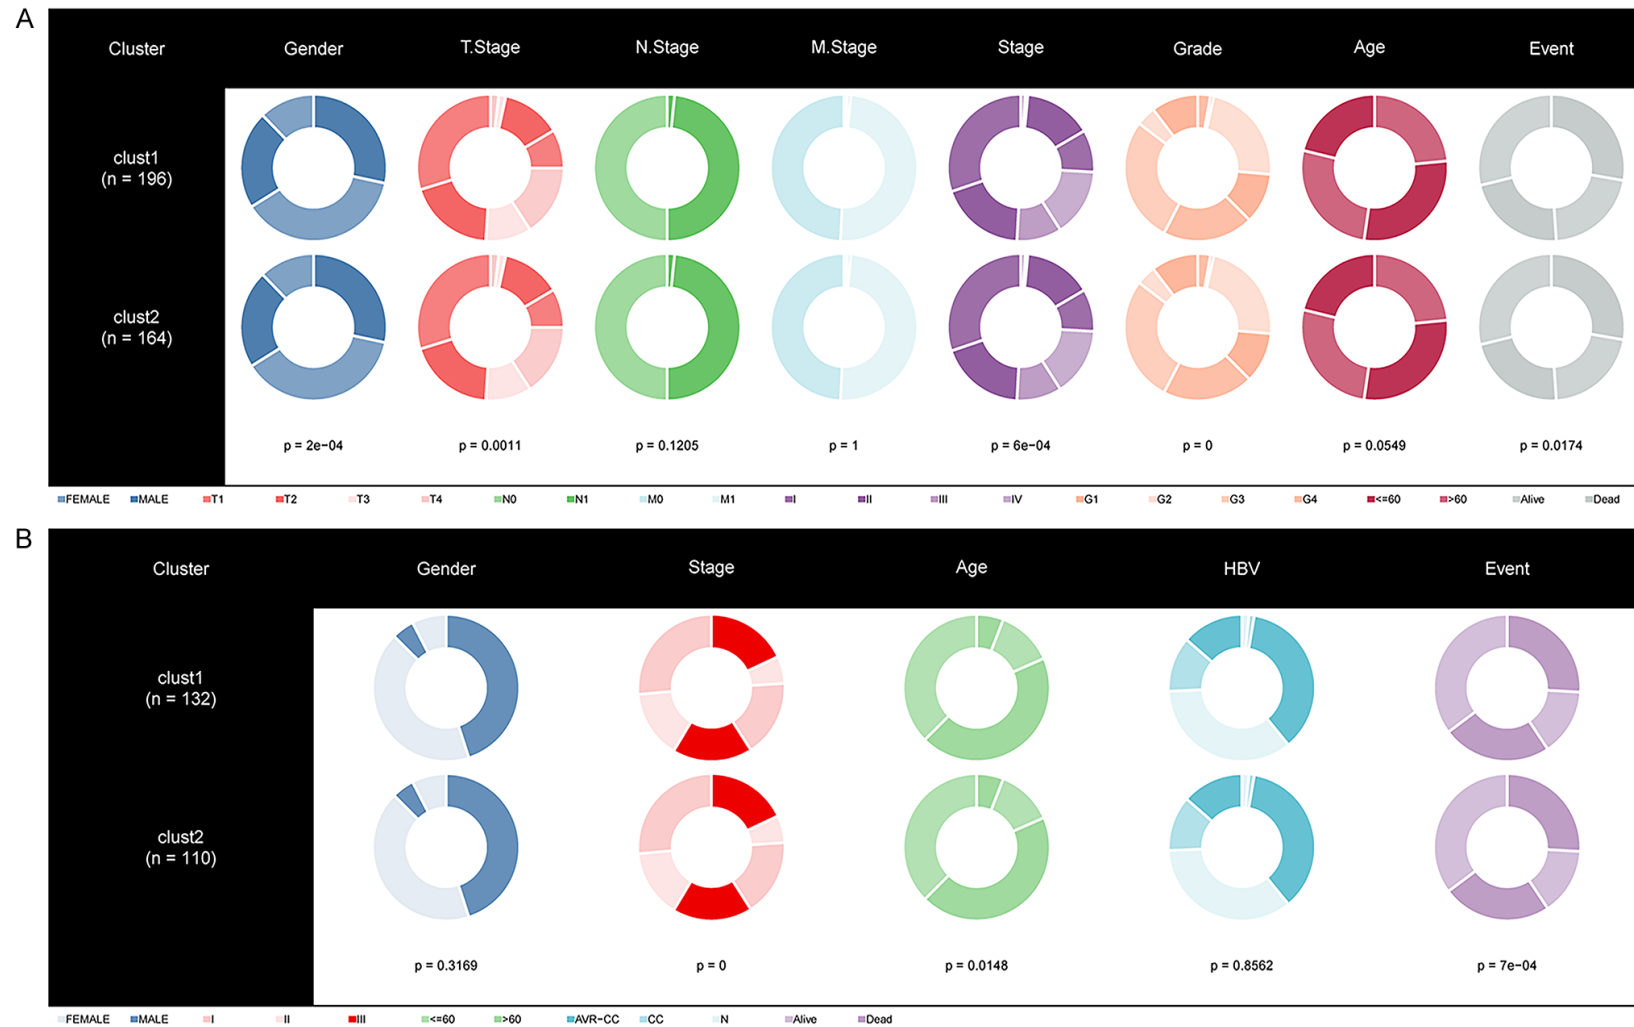 A
Cluster Gender T.Stage N.Stage M.Stage Stage Grade Age Event
clust1
(n = 196)
clust2
(n = 164)
p = 2e−04 p = 0.0011 p = 0.1205 p = 1 p = 6e−04 p = 0 p = 0.0549 p = 0.0174
FEMALE MALE T1 T2 T3 T4 N0 N1 M0 M1 I II III IV G1 G2 G3 G4 <=60 >60 Alive Dead
B
Cluster Gender Stage Age HBV Event
clust1
(n = 132)
clust2
(n = 110)
p = 0.3169 p = 0 p = 0.0148 p = 0.8562 p = 7e−04
FEMALE MALE I II III <=60 >60 AVR−CC CC N Alive Dead